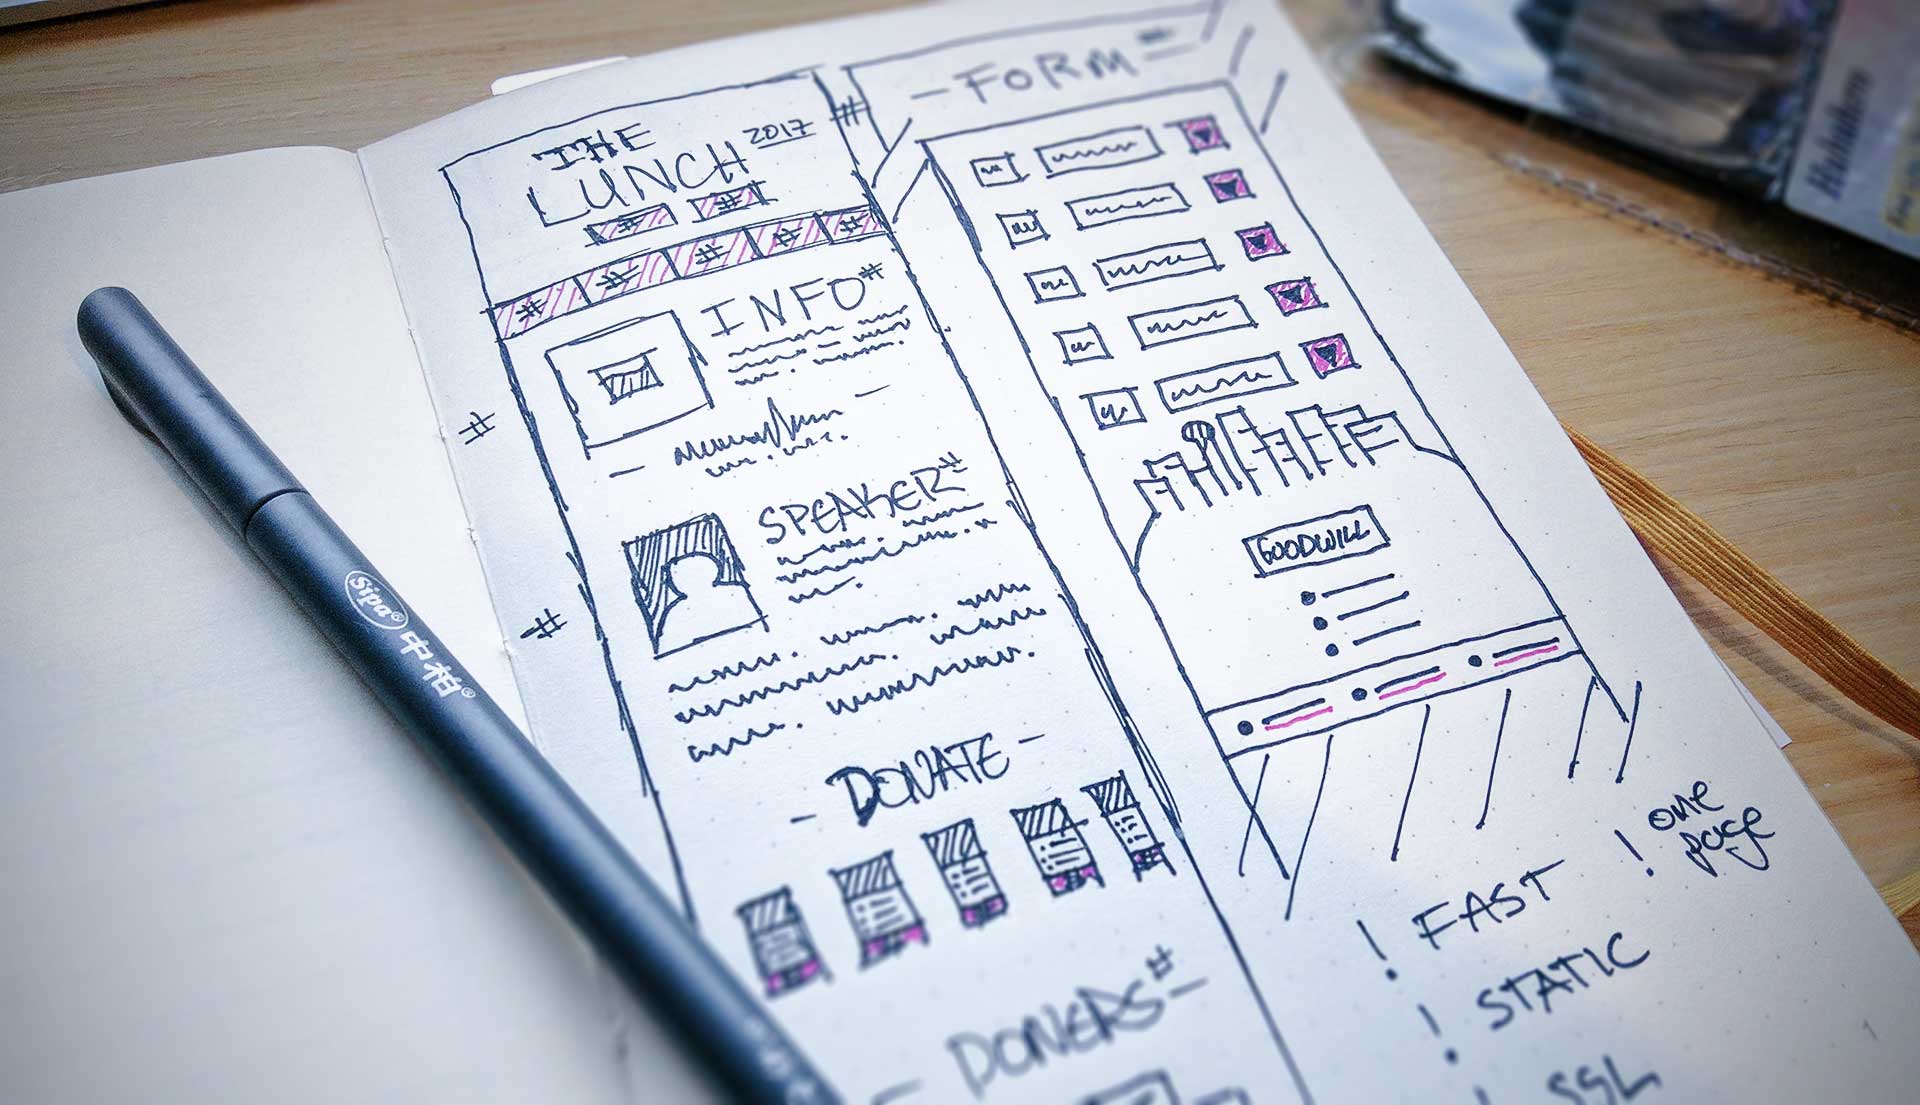 THE
LUNCH 2017
#
# #
# # # # #
INFO #
#
SPEAKER #
#
- DONATE -
- DONERS # -
- FORM
GOODWILL
! FAST
! one
page
! STATIC
! SSL
Sipa® 中柏®